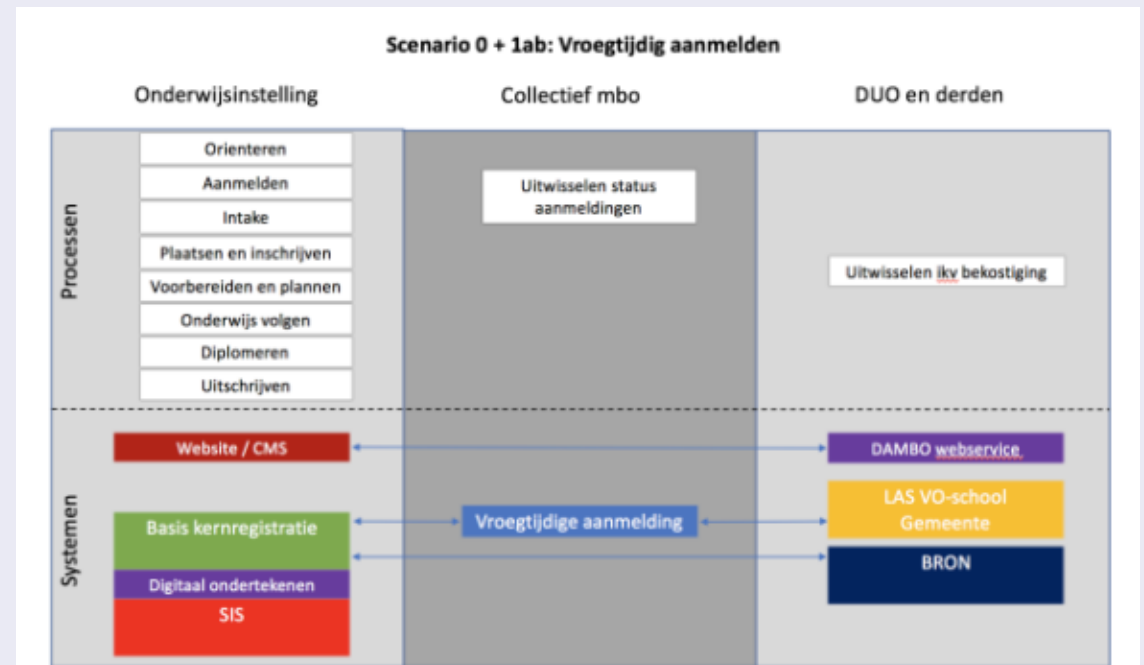 Scenario 0 + 1ab: Vroegtijdig aanmelden
Onderwijsinstelling
Collectief mbo
DUO en derden
Processen
Orienteren
Aanmelden
Intake
Plaatsen en inschrijven
Voorbereiden en plannen
Onderwijs volgen
Diplomeren
Uitschrijven
Uitwisselen status
aanmeldingen
Uitwisselen ikv bekostiging
Systemen
Website / CMS
Basis kernregistratie
Digitaal ondertekenen
SIS
Vroegtijdige aanmelding
DAMBO webservice
LAS VO-school
Gemeente
BRON